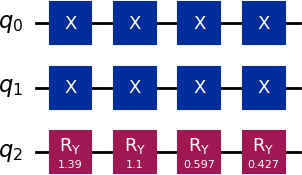 q0 X X X X
q1 X X X X
q2 RY RY RY RY
1.39 1.1 0.597 0.427